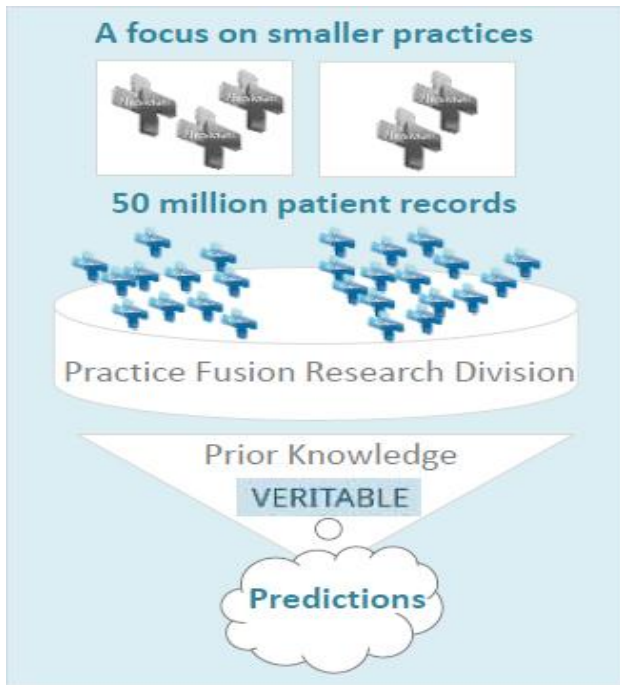 A focus on smaller practices
50 million patient records
Practice Fusion Research Division
Prior Knowledge
VERITABLE
Predictions